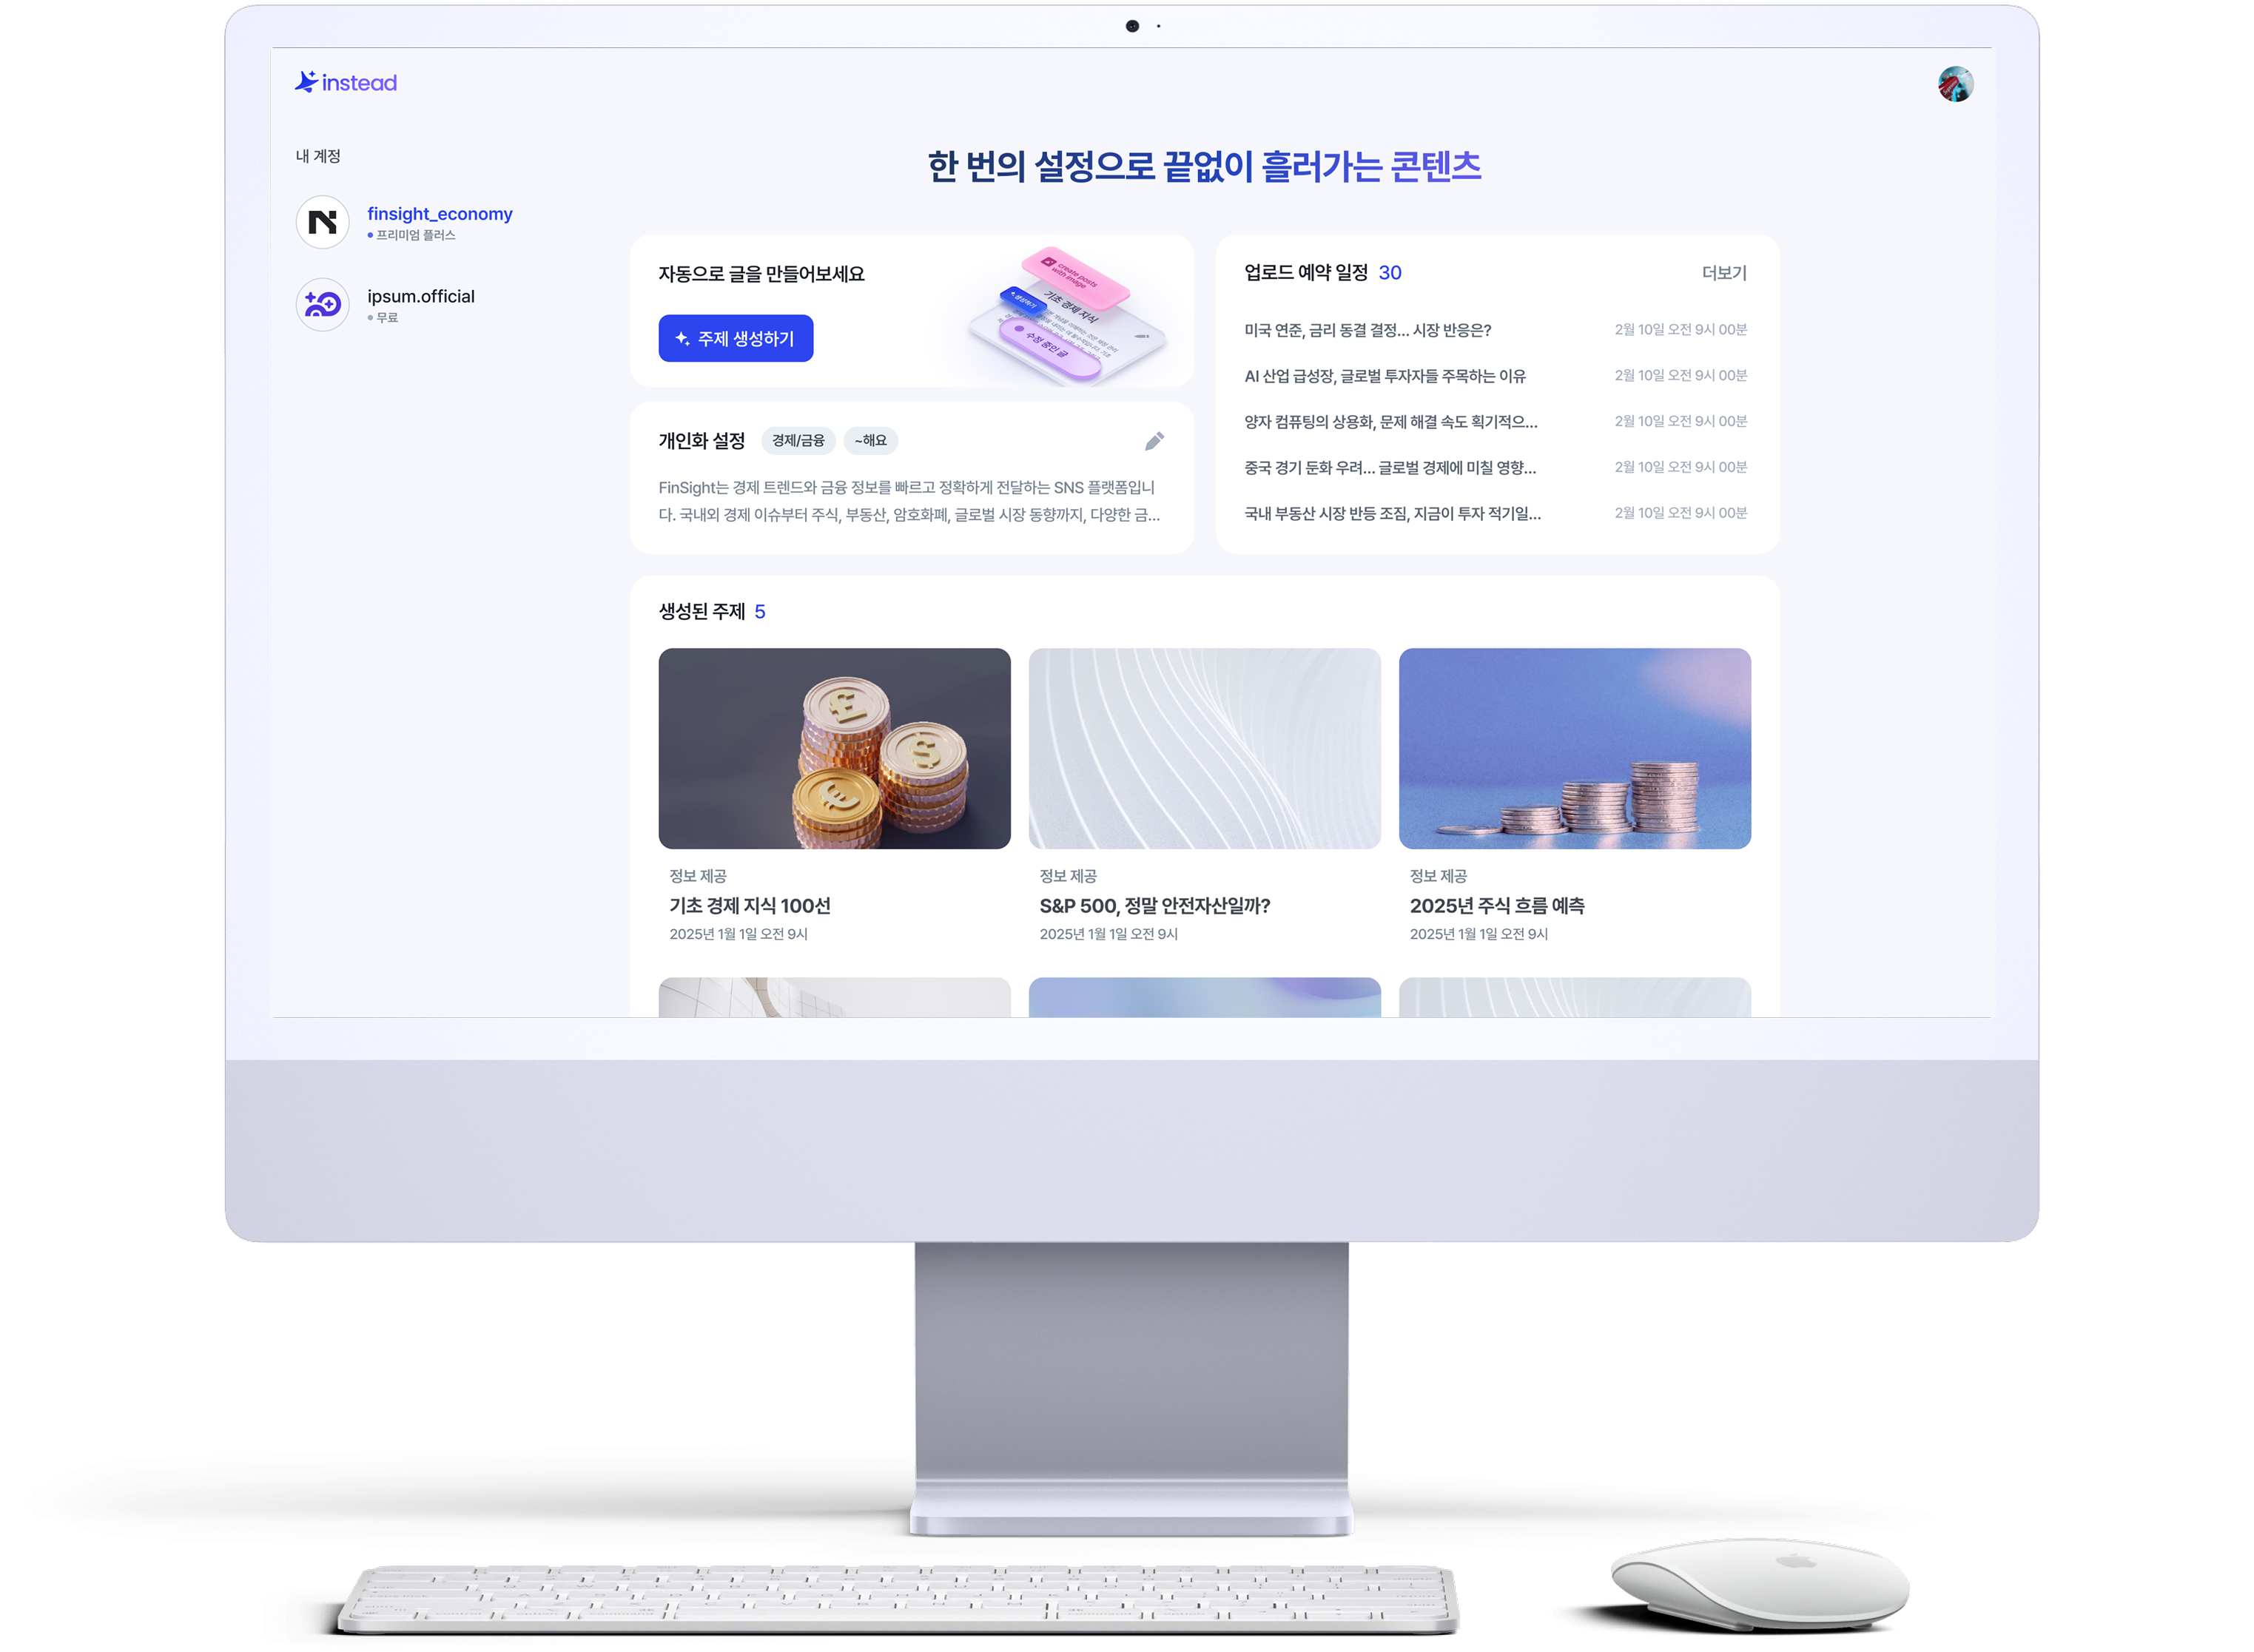 instead
내 계정
finsight_economy
프리미엄 플러스
ipsum.official
무료
한 번의 설정으로 끝없이 흘러가는 콘텐츠
자동으로 글을 만들어보세요
주제 생성하기
create posts
with image
생성하기
기초 경제 지식
수정 중인 글
개인화 설정
경제/금융
~해요
FinSight는 경제 트렌드와 금융 정보를 빠르고 정확하게 전달하는 SNS 플랫폼입니
다. 국내외 경제 이슈부터 주식, 부동산, 암호화폐, 글로벌 시장 동향까지, 다양한 금...
업로드 예약 일정 30
더보기
미국 연준, 금리 동결 결정... 시장 반응은? 2월 10일 오전 9시 00분
AI 산업 급성장, 글로벌 투자자들 주목하는 이유 2월 10일 오전 9시 00분
양자 컴퓨팅의 상용화, 문제 해결 속도 획기적으... 2월 10일 오전 9시 00분
중국 경기 둔화 우려... 글로벌 경제에 미칠 영향... 2월 10일 오전 9시 00분
국내 부동산 시장 반등 조짐, 지금이 투자 적기일... 2월 10일 오전 9시 00분
생성된 주제 5
정보 제공
기초 경제 지식 100선
2025년 1월 1일 오전 9시
정보 제공
S&P 500, 정말 안전자산일까?
2025년 1월 1일 오전 9시
정보 제공
2025년 주식 흐름 예측
2025년 1월 1일 오전 9시